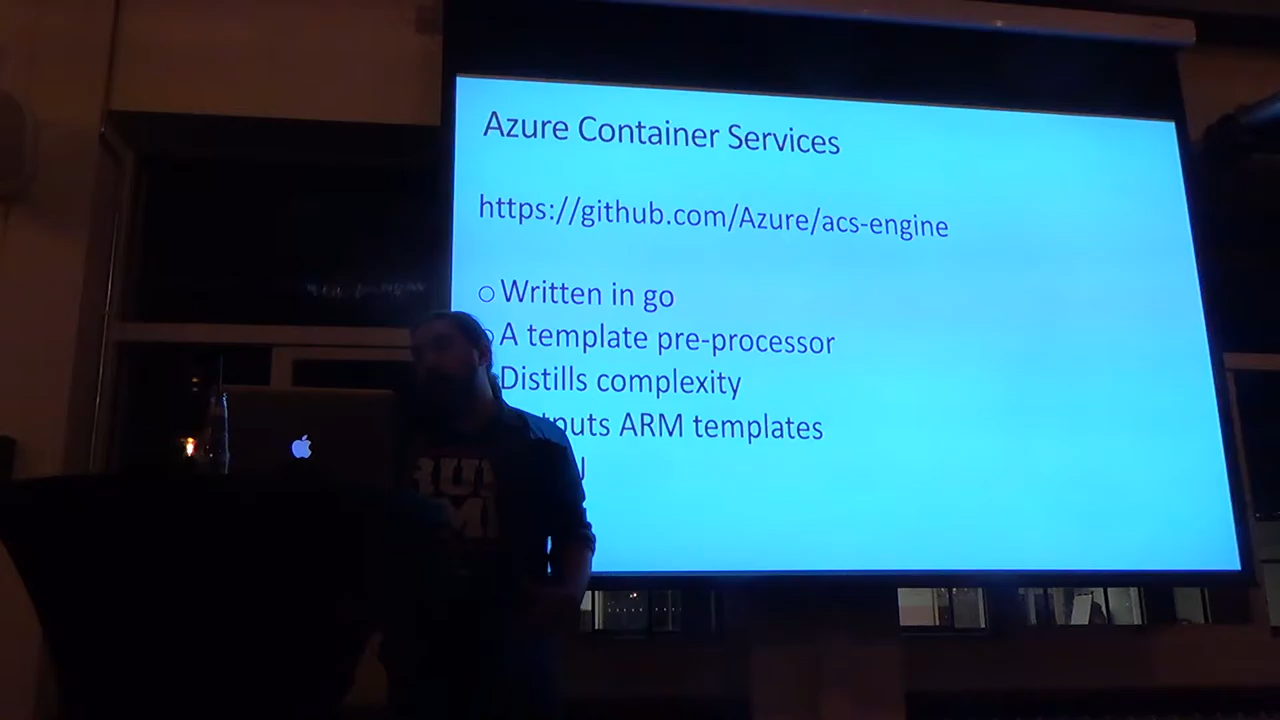 Azure Container Services
https://github.com/Azure/acs-engine
Written in go
A template pre-processor
Distills complexity
ARM templates